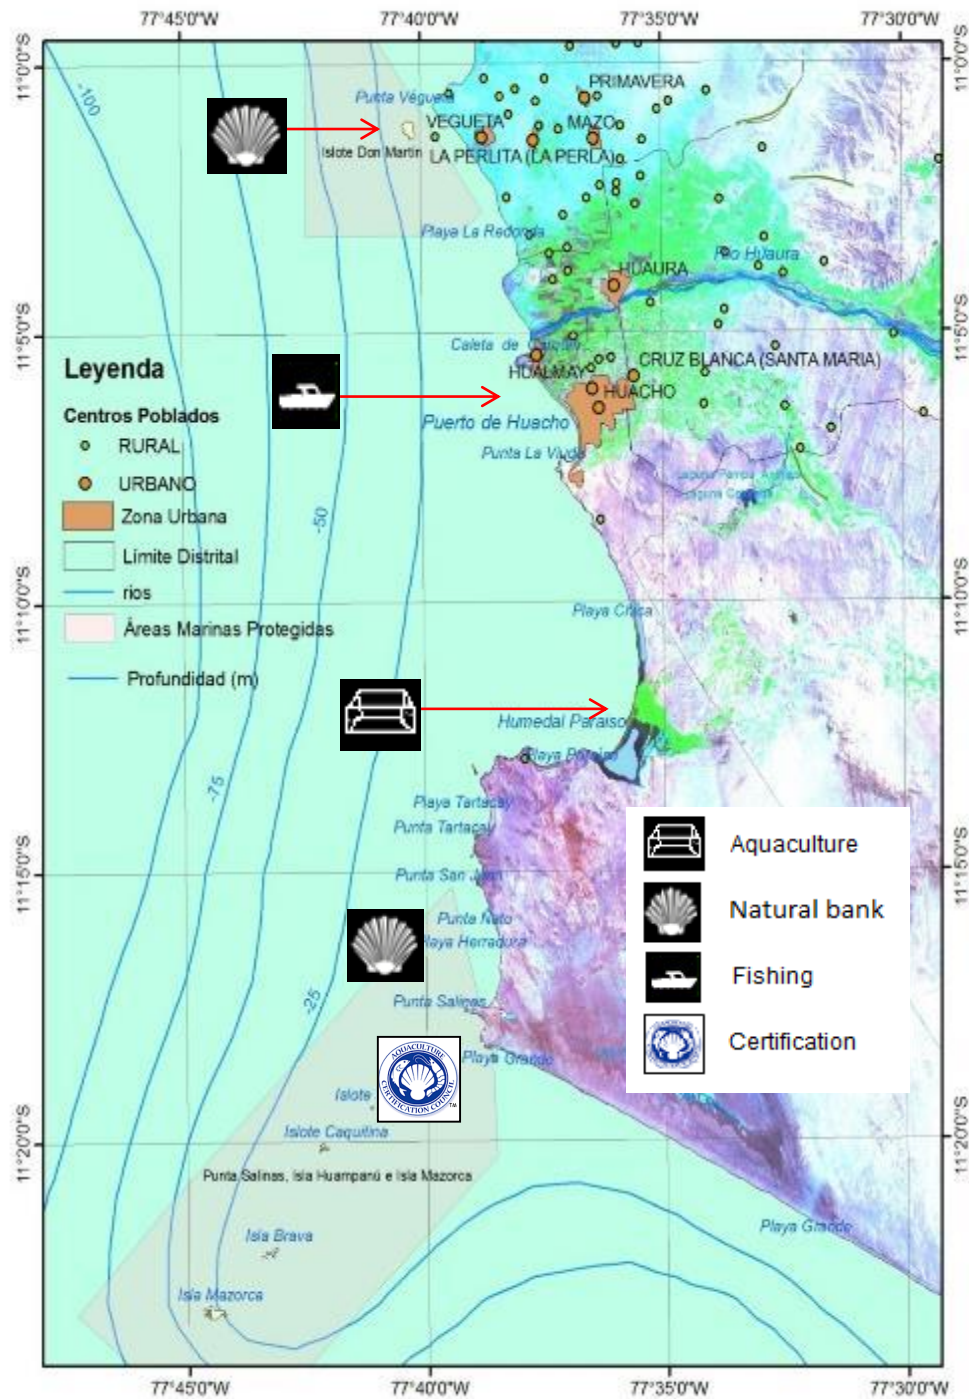 77°45'0"W
77°40'0"W
77°35'0"W
77°30'0"W
11°0'0"S
11°0'0"S
-100
PRIMAVERA
Punta Végueta
VEGUETA
MAZO
Islote Don Martin
LA PERLITA (LA PERLA)
Playa La Redonda
Río Huaura
HUAURA
11°5'0"S
11°5'0"S
Caleta de
Leyenda
HUALMAY
CRUZ BLANCA (SANTA MARIA)
HUACHO
Centros Poblados
Puerto de Huacho
RURAL
Punta La Viuda
URBANO
Zona Urbana
-50
Límite Distrital
rios
11°10'0"S
11°10'0"S
Playa Chica
Áreas Marinas Protegidas
Profundidad (m)
Humedal Paraiso
Playa Paraiso
-75
Playa Tartacay
Punta Tartacay
Aquaculture
11°15'0"S
11°15'0"S
Punta San Juan
Natural bank
Punta Nato
Playa Herradura
Fishing
-25
Punta Salinas
Certification
AQUACULTURE
CERTIFICATION COUNCIL
TM
Playa Grande
Islote
11°20'0"S
11°20'0"S
Islote Caquitina
Punta Salinas, Isla Huampanú e Isla Mazorca
Playa Grande
Isla Brava
Isla Mazorca
77°45'0"W
77°40'0"W
77°35'0"W
77°30'0"W